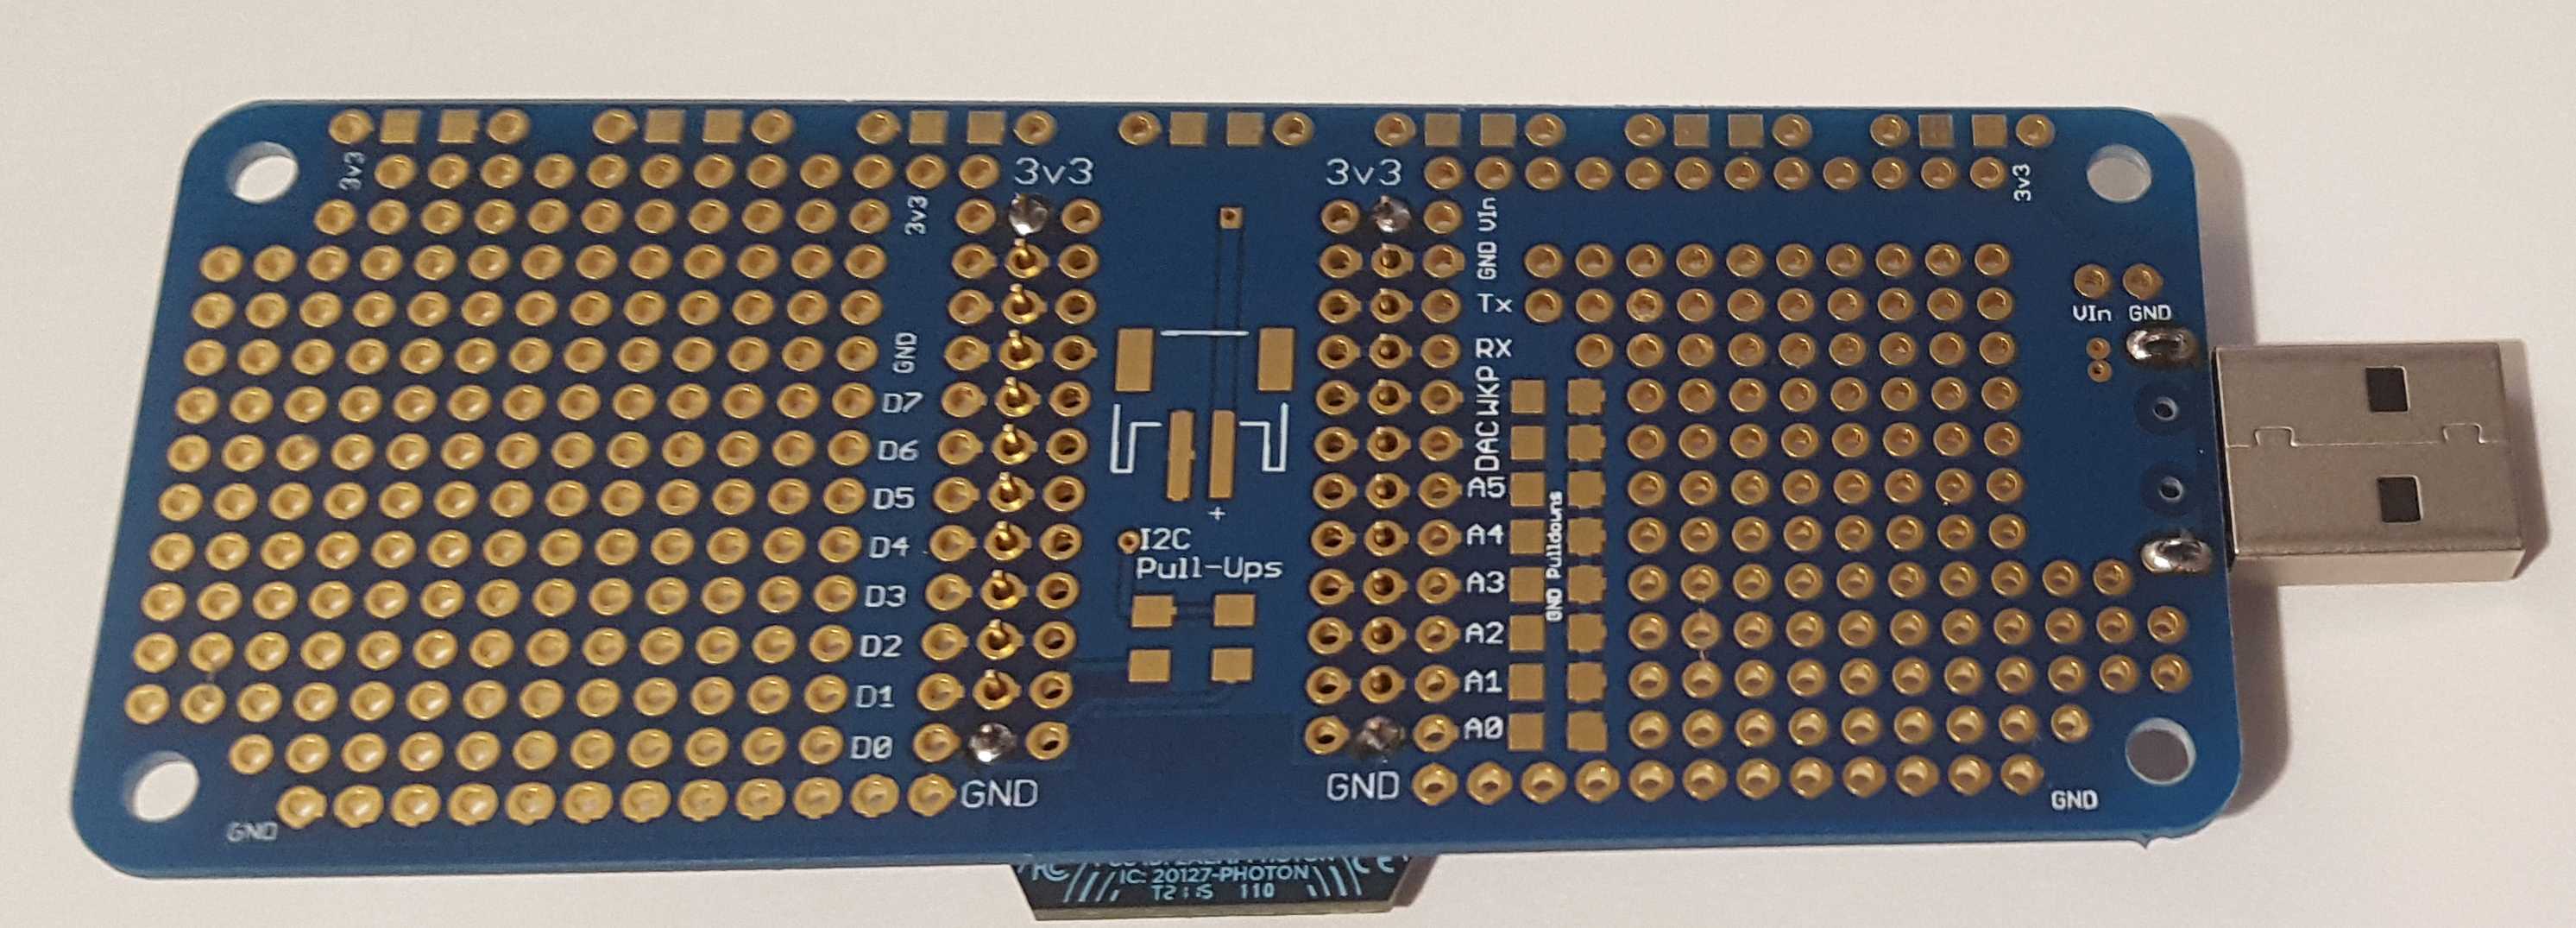 3v3
3v3
3v3
3v3
3v3
VIn
GND
Tx
RX
WKP
DAC
A5
A4
A3
A2
A1
A0
GND Pulldowns
GND
D7
D6
D5
D4
D3
D2
D1
D0
+
I2C
Pull-Ups
VIn GND
GND
GND
GND
GND
IC: 20127-PHOTON
110